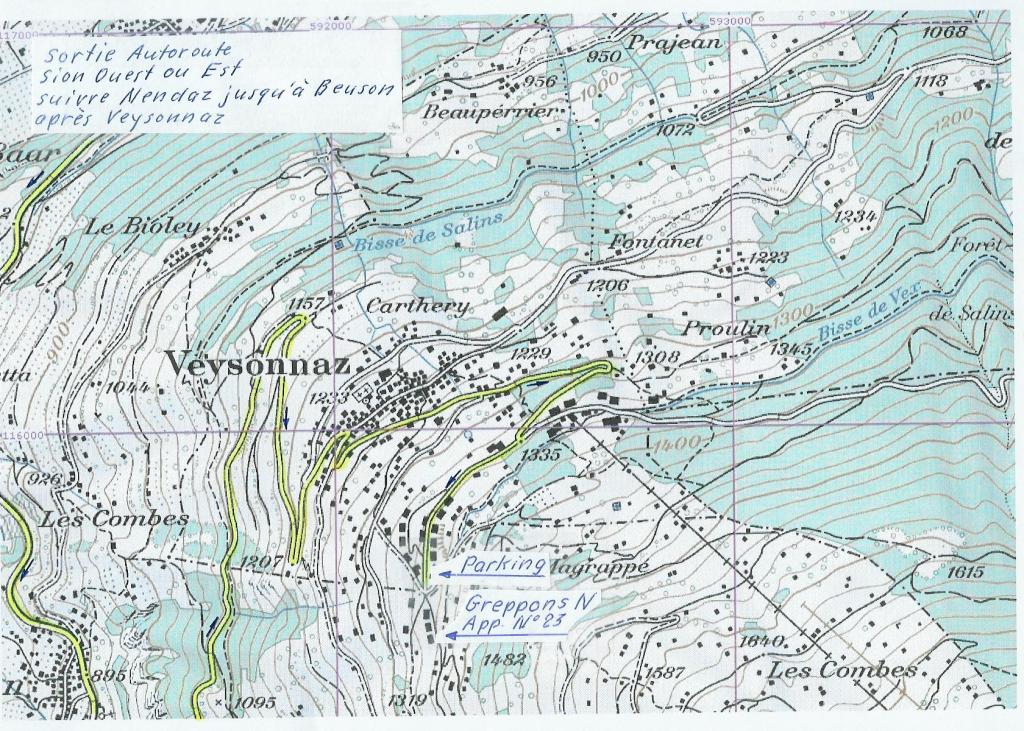 117000
592000
593000
Sortie Autoroute
Sion Ouest ou Est
suivre Nendaz jusqu'à Beuson
après Veysonnaz
950
Prajean
1068
956
1000
Beaupérrier
1118
1072
1200
Baar
de
2
Le Bioley
1234
Bisse de Salins
Fontanet
1223
Forêt
1206
1157
Carthery
1300
Bisse de Vex
de Salins
Proulin
900
1345
Veysonnaz
1229
1308
tta
1044
1233
116000
1400
1335
926
Les Combes
1207
Parking
Magrappé
1615
Greppons N
App. N° 23
1640
1482
1587
Les Combes
895
1095
1319